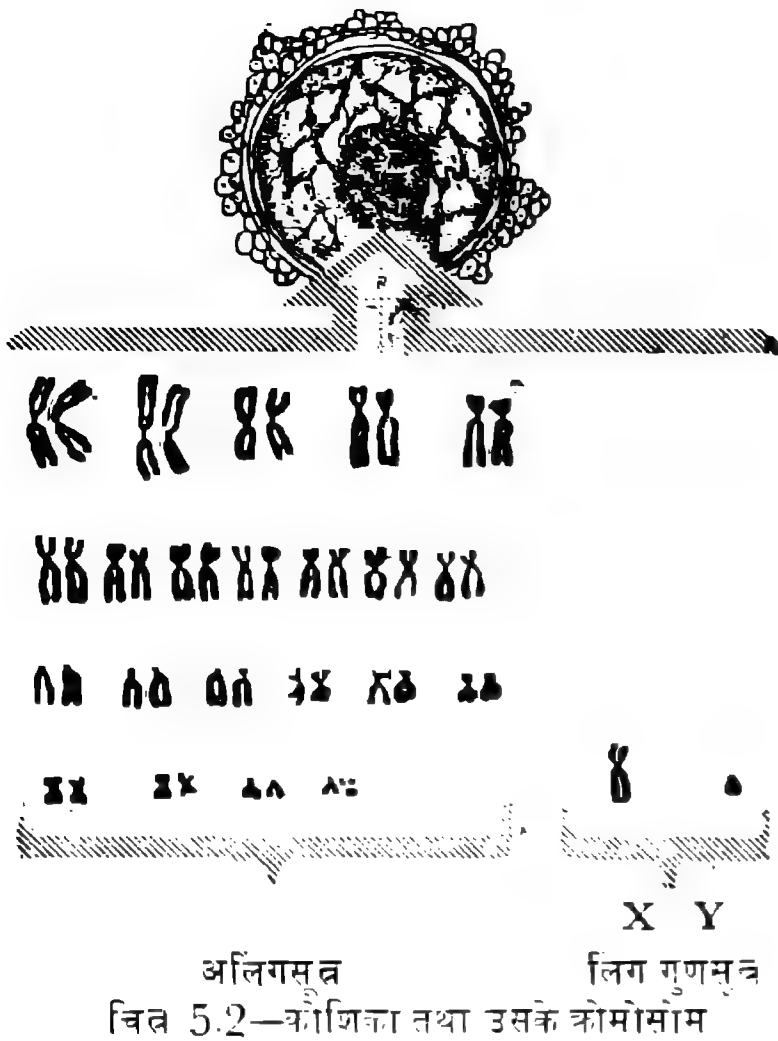 X Y
अलिंगसूत्र लिंग गुणसूत्र
चित्र 5.2—कोशिका तथा उसके क्रोमोसोम